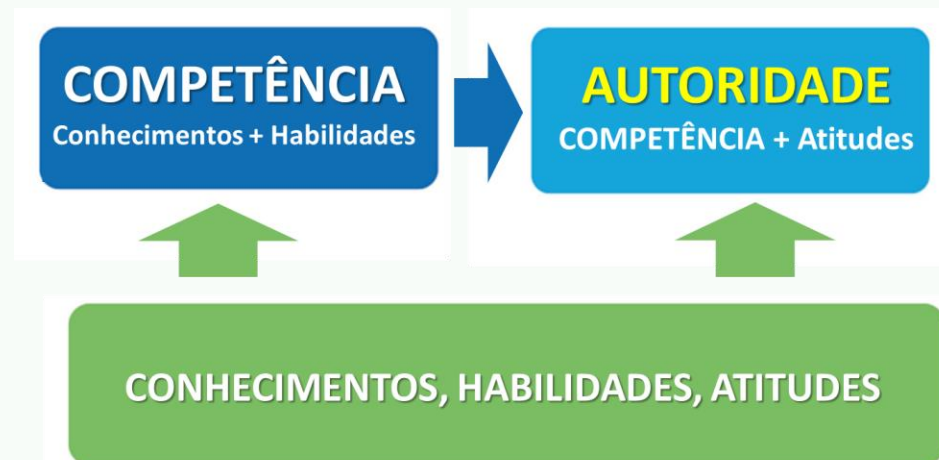 COMPETÊNCIA
Conhecimentos + Habilidades
AUTORIDADE
COMPETÊNCIA + Atitudes
CONHECIMENTOS, HABILIDADES, ATITUDES